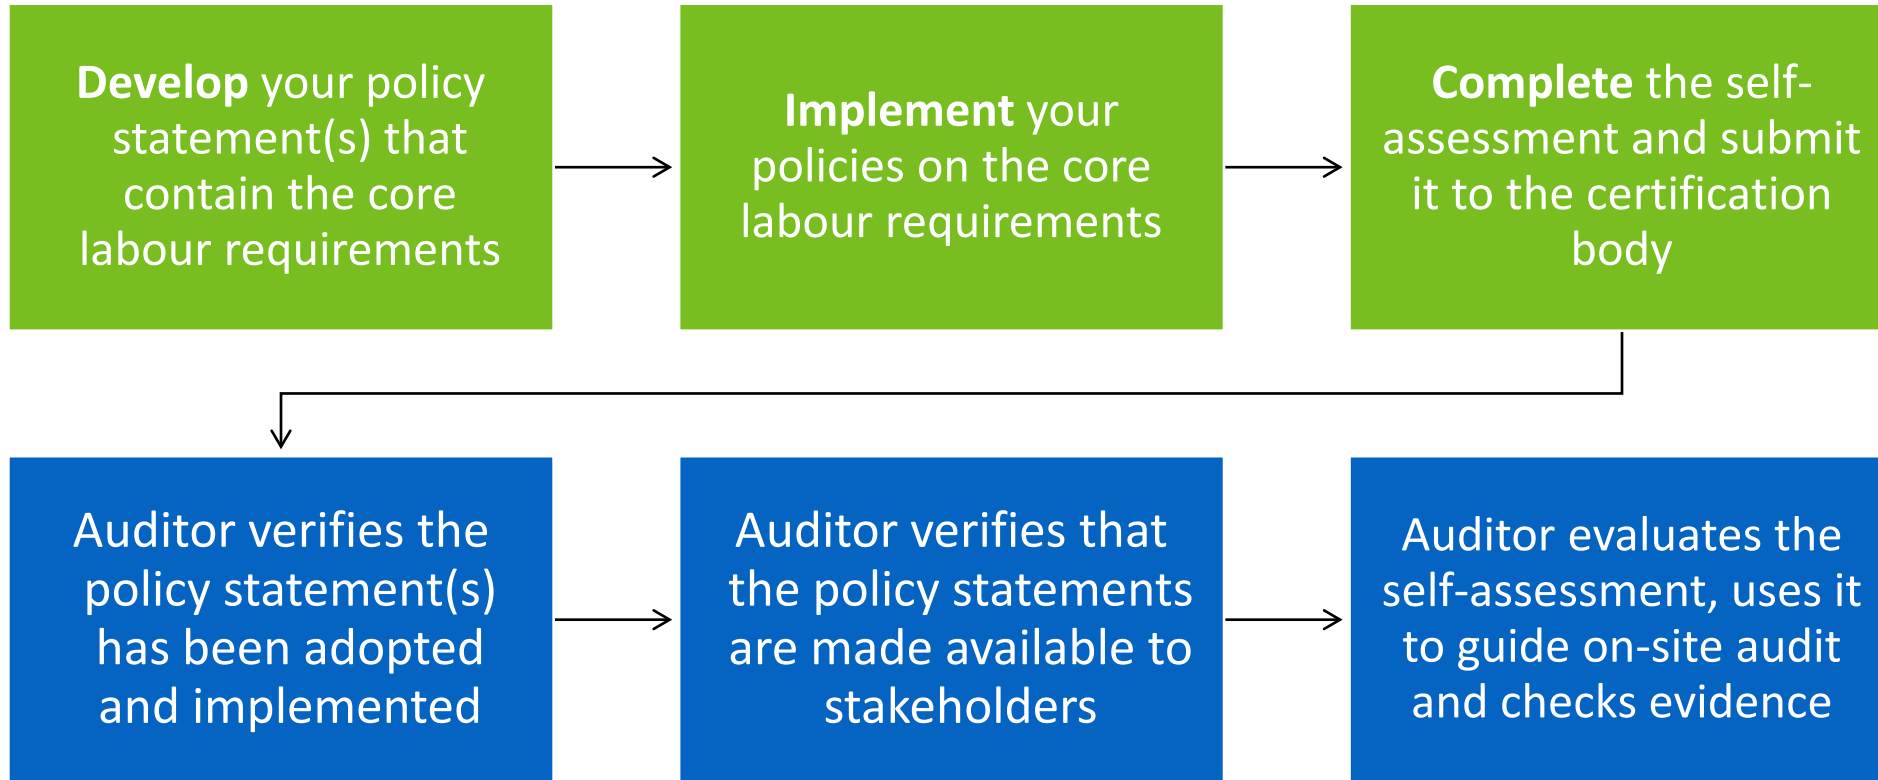 Develop your policy
statement(s) that
contain the core
labour requirements
Implement your
policies on the core
labour requirements
Complete the self-
assessment and submit
it to the certification
body
Auditor verifies the
policy statement(s)
has been adopted
and implemented
Auditor verifies that
the policy statements
are made available to
stakeholders
Auditor evaluates the
self-assessment, uses it
to guide on-site audit
and checks evidence